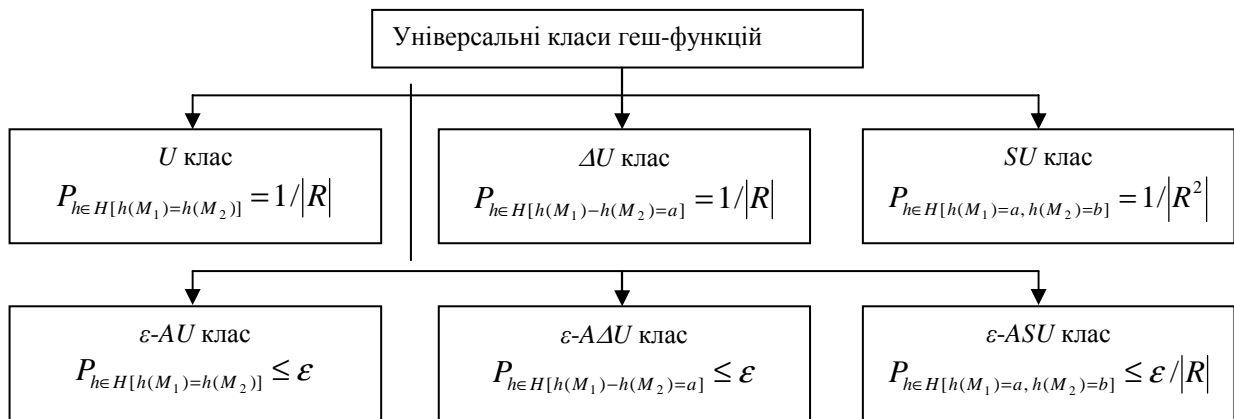 Універсальні класи геш-функцій
U клас
P_{h∈H[h(M_1)=h(M_2)]} = 1/|R|
ΔU клас
P_{h∈H[h(M_1)−h(M_2)=a]} = 1/|R|
SU клас
P_{h∈H[h(M_1)=a, h(M_2)=b]} = 1/|R^2|
ε-AU клас
P_{h∈H[h(M_1)=h(M_2)]} ≤ ε
ε-AΔU клас
P_{h∈H[h(M_1)−h(M_2)=a]} ≤ ε
ε-ASU клас
P_{h∈H[h(M_1)=a, h(M_2)=b]} ≤ ε/|R|